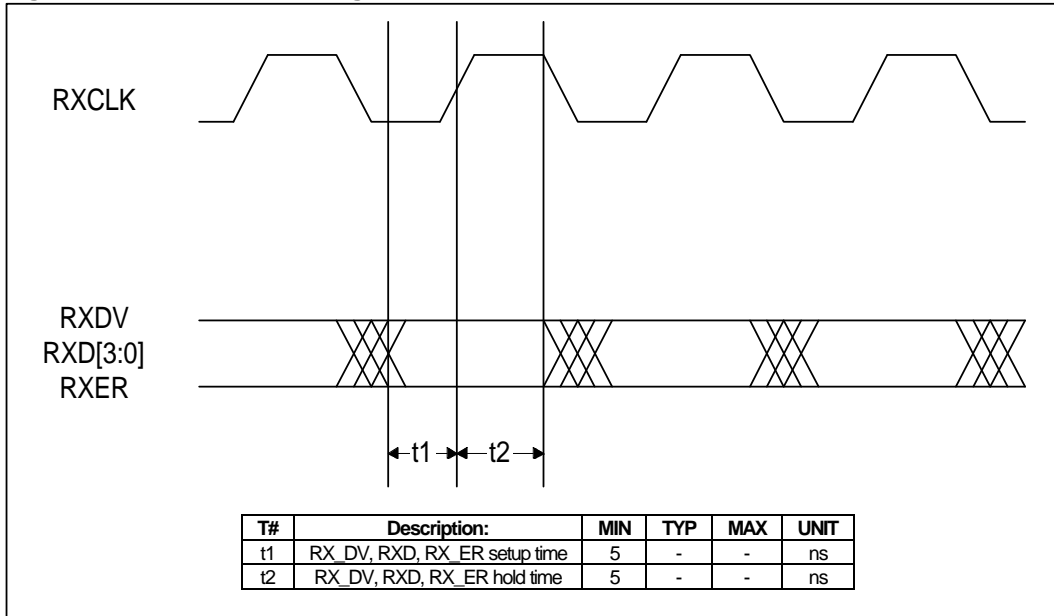 RXCLK
RXDV
RXD[3:0]
RXER
t1 t2
T# Description: MIN TYP MAX UNIT
t1 RX_DV, RXD, RX_ER setup time 5 - - ns
t2 RX_DV, RXD, RX_ER hold time 5 - - ns